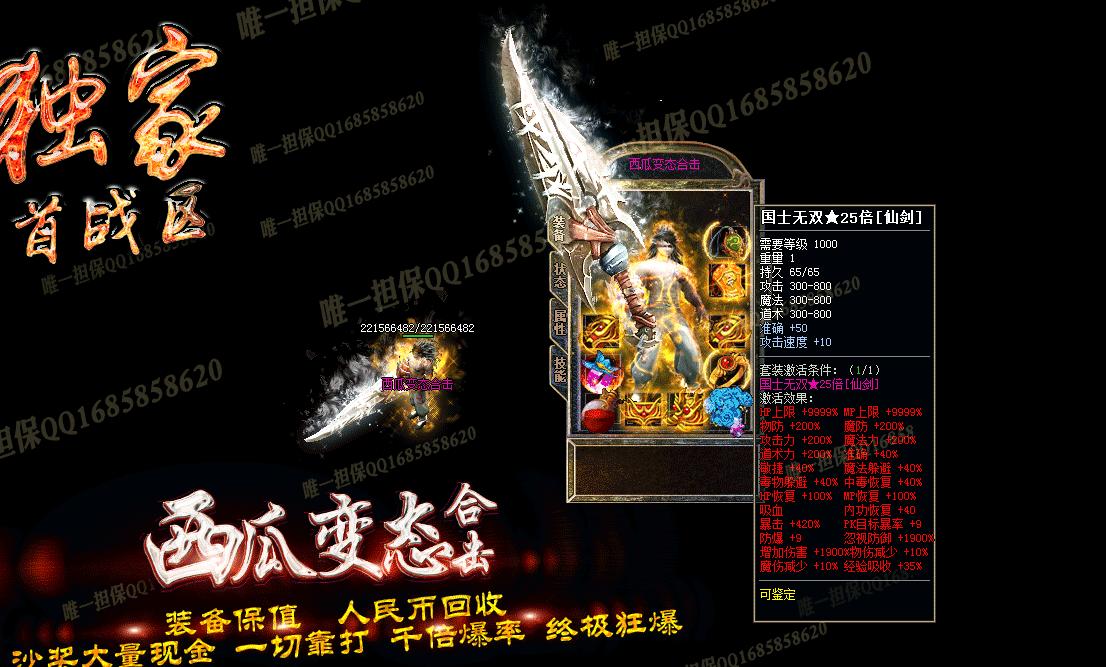 独家
首战区
唯一担保QQ1685858620
西瓜变态合击
装备
状态
属性
技能
221566482/221566482
西瓜变态合击
国士无双★25倍[仙剑]
需要等级 1000
重量 1
持久 65/65
攻击 300-800
魔法 300-800
道术 300-800
准确 +50
攻击速度 +10
套装激活条件: (1/1)
国士无双★25倍[仙剑]
激活效果:
HP上限 +9999% MP上限 +9999%
物防 +200% 魔防 +200%
攻击力 +200% 魔法力 +200%
道术力 +200% 准确 +40%
敏捷 +40% 魔法躲避 +40%
毒物躲避 +40% 中毒恢复 +40%
HP恢复 +100% MP恢复 +100%
吸血 内功恢复 +40
暴击 +420% PK目标暴率 +9
防爆 +9 忽视防御 +1900%
增加伤害 +1900%物伤减少 +10%
魔伤减少 +10% 经验吸收 +35%
可鉴定
西瓜变态合击
装备保值 人民币回收
沙奖大量现金 一切靠打 千倍爆率 终极狂爆